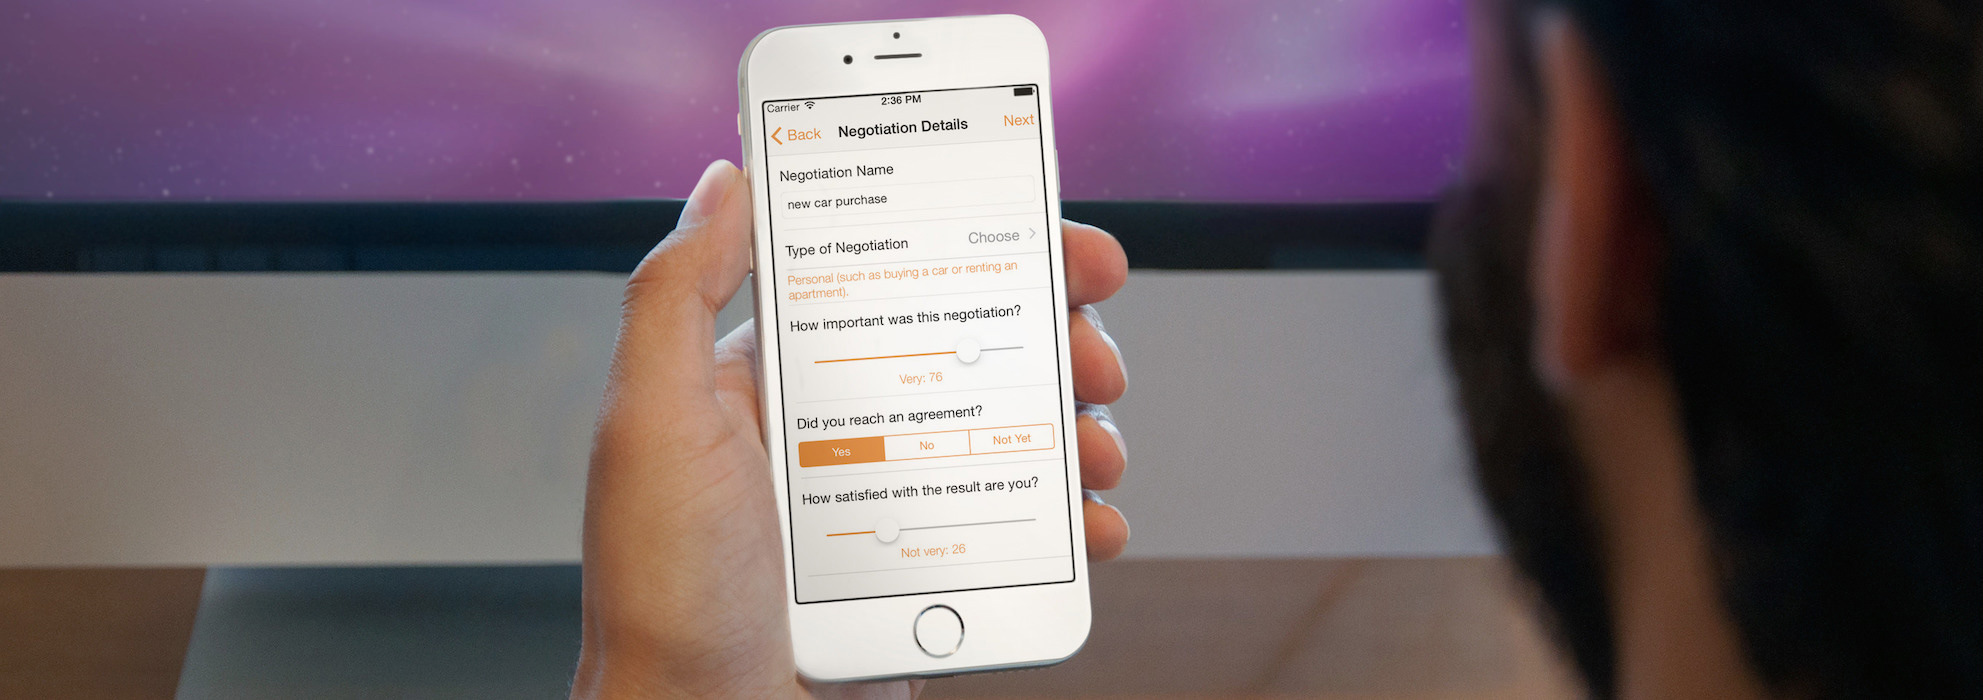 Carrier
2:36 PM
Back
Negotiation Details
Next
Negotiation Name
new car purchase
Type of Negotiation
Choose
Personal (such as buying a car or renting an
apartment).
How important was this negotiation?
Very: 76
Did you reach an agreement?
Yes
No
Not Yet
How satisfied with the result are you?
Not very: 26